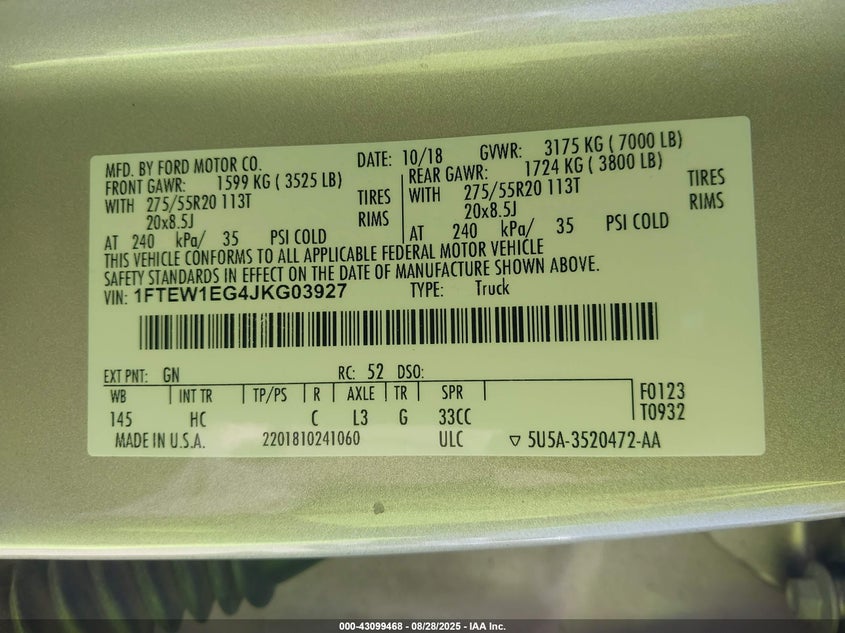 MFD. BY FORD MOTOR CO. DATE: 10/18 GVWR: 3175 KG ( 7000 LB)
FRONT GAWR: 1599 KG ( 3525 LB) REAR GAWR: 1724 KG ( 3800 LB)
WITH 275/55R20 113T TIRES WITH 275/55R20 113T TIRES
20x8.5J RIMS 20x8.5J RIMS
AT 240 kPa/ 35 PSI COLD AT 240 kPa/ 35 PSI COLD
THIS VEHICLE CONFORMS TO ALL APPLICABLE FEDERAL MOTOR VEHICLE
SAFETY STANDARDS IN EFFECT ON THE DATE OF MANUFACTURE SHOWN ABOVE.
VIN: 1FTEW1EG4JKG03927 TYPE: Truck
EXT PNT: GN RC: 52 DSO:
WB INT TR TP/PS R AXLE TR SPR F0123
145 HC C L3 G 33CC T0932
MADE IN U.S.A. 2201810241060 ULC ▽ 5U5A-3520472-AA
000-43099468 - 08/28/2025 - IAA Inc.